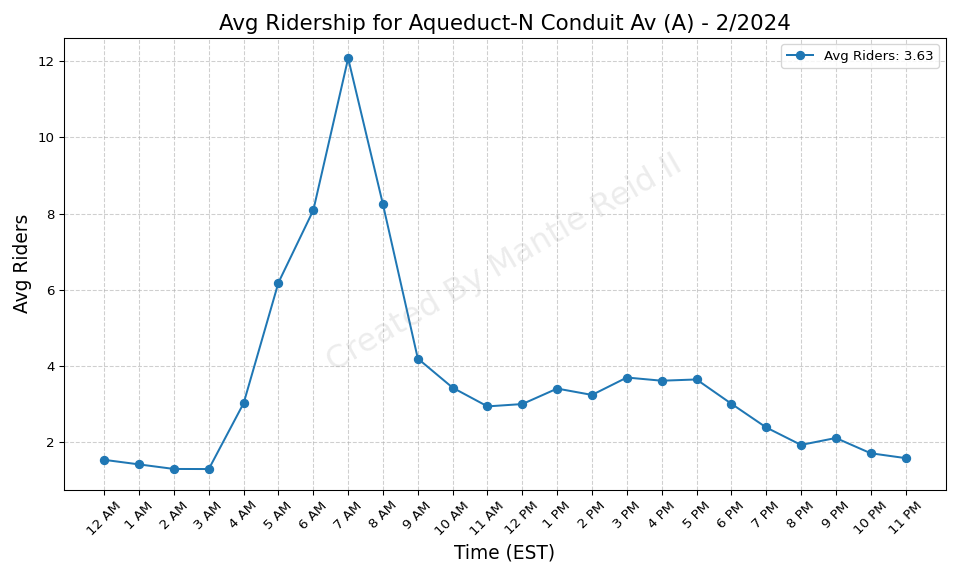 Avg Ridership for Aqueduct-N Conduit Av (A) - 2/2024
Avg Riders: 3.63
12
10
8
6
4
2
Avg Riders
Created By Mantle Reid II
12 AM
1 AM
2 AM
3 AM
4 AM
5 AM
6 AM
7 AM
8 AM
9 AM
10 AM
11 AM
12 PM
1 PM
2 PM
3 PM
4 PM
5 PM
6 PM
7 PM
8 PM
9 PM
10 PM
11 PM
Time (EST)